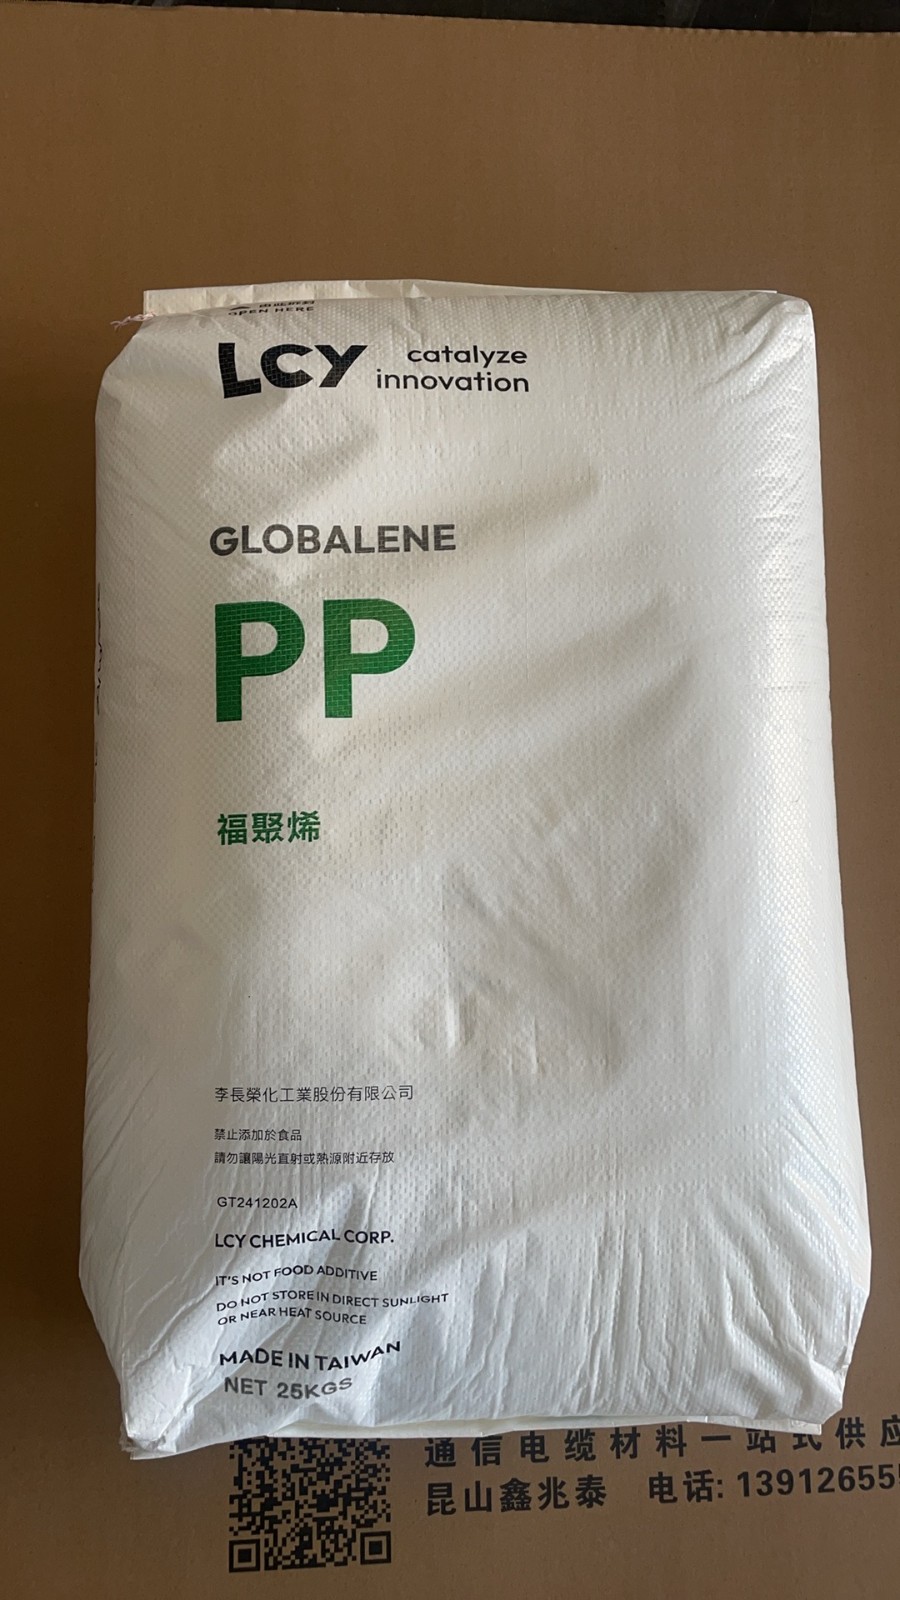 OPEN HERE
LCY catalyze
innovation
GLOBALENE
PP
福聚烯
李長榮化工業股份有限公司
禁止添加於食品
請勿讓陽光直射或熱源附近存放
GT241202A
LCY CHEMICAL CORP.
IT'S NOT FOOD ADDITIVE
DO NOT STORE IN DIRECT SUNLIGHT
OR NEAR HEAT SOURCE
MADE IN TAIWAN
NET 25KGS
通信电缆材料一站式供应
昆山鑫兆泰 电话: 13912655